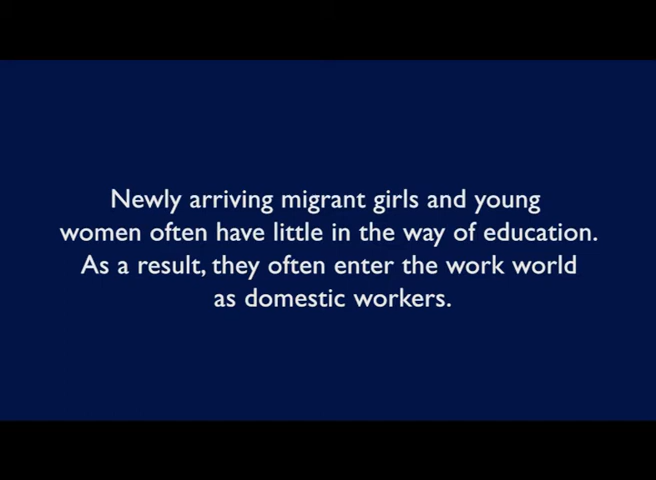 Newly arriving migrant girls and young
women often have little in the way of education.
As a result, they often enter the work world
as domestic workers.